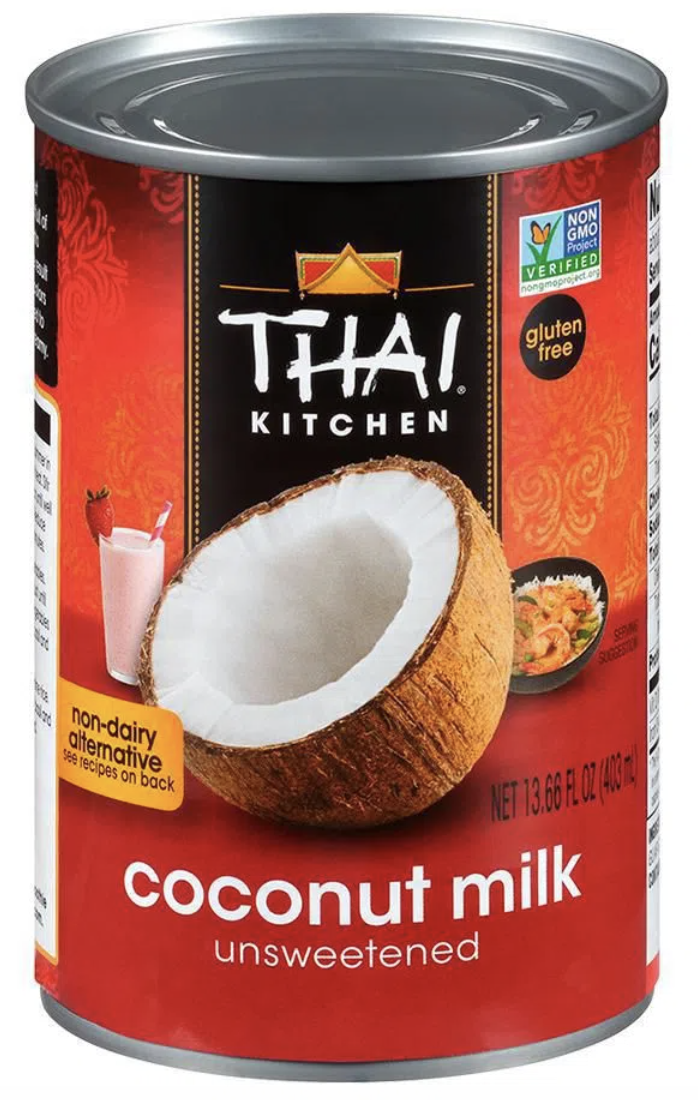 THAI
KITCHEN
NON
GMO
Project
VERIFIED
nongmoproject.org
gluten
free
SERVING
SUGGESTION
non-dairy
alternative
see recipes on back
NET 13.66 FL OZ (403 mL)
coconut milk
unsweetened